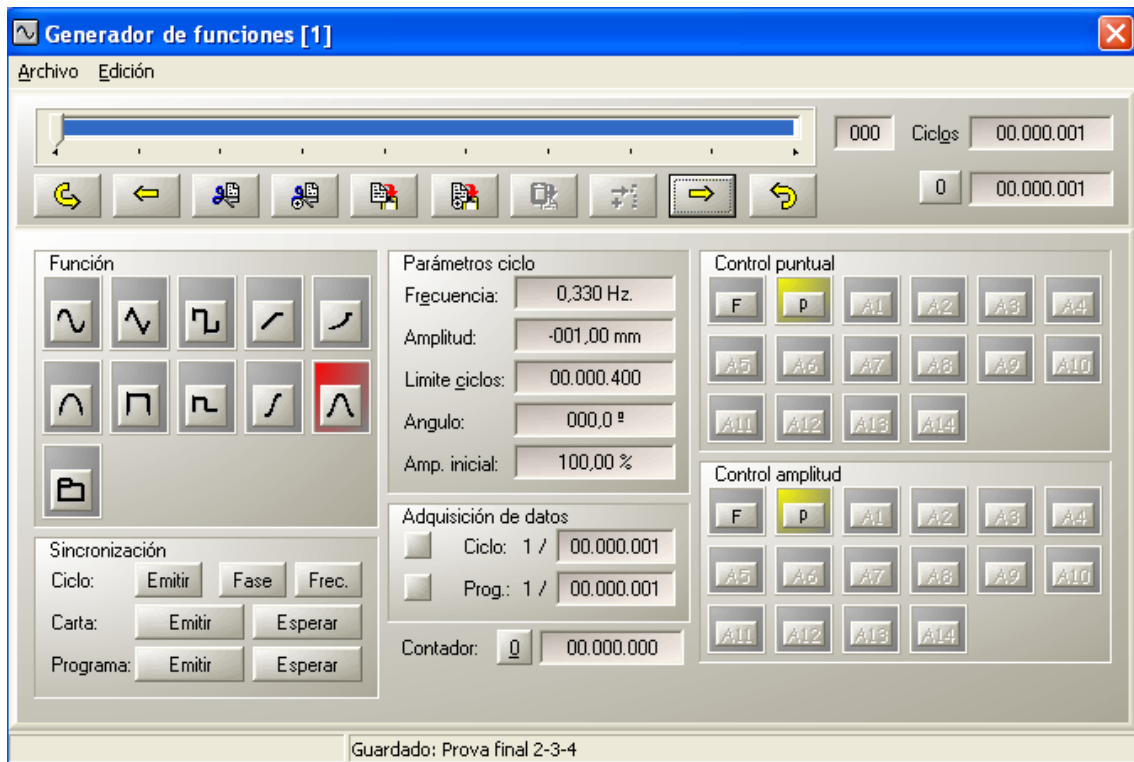 Generador de funciones [1]
Archivo Edición
000 Ciclos 00.000.001
0 00.000.001
Función
Parámetros ciclo
Frecuencia: 0,330 Hz.
Amplitud: -001,00 mm
Limite ciclos: 00.000.400
Angulo: 000,0 º
Amp. inicial: 100,00 %
Control puntual
F P A1 A2 A3 A4
A5 A6 A7 A8 A9 A10
A11 A12 A13 A14
Control amplitud
F P A1 A2 A3 A4
A5 A6 A7 A8 A9 A10
A11 A12 A13 A14
Adquisición de datos
Ciclo: 1 / 00.000.001
Prog.: 1 / 00.000.001
Contador: 0 00.000.000
Sincronización
Ciclo: Emitir Fase Frec.
Carta: Emitir Esperar
Programa: Emitir Esperar
Guardado: Prova final 2-3-4